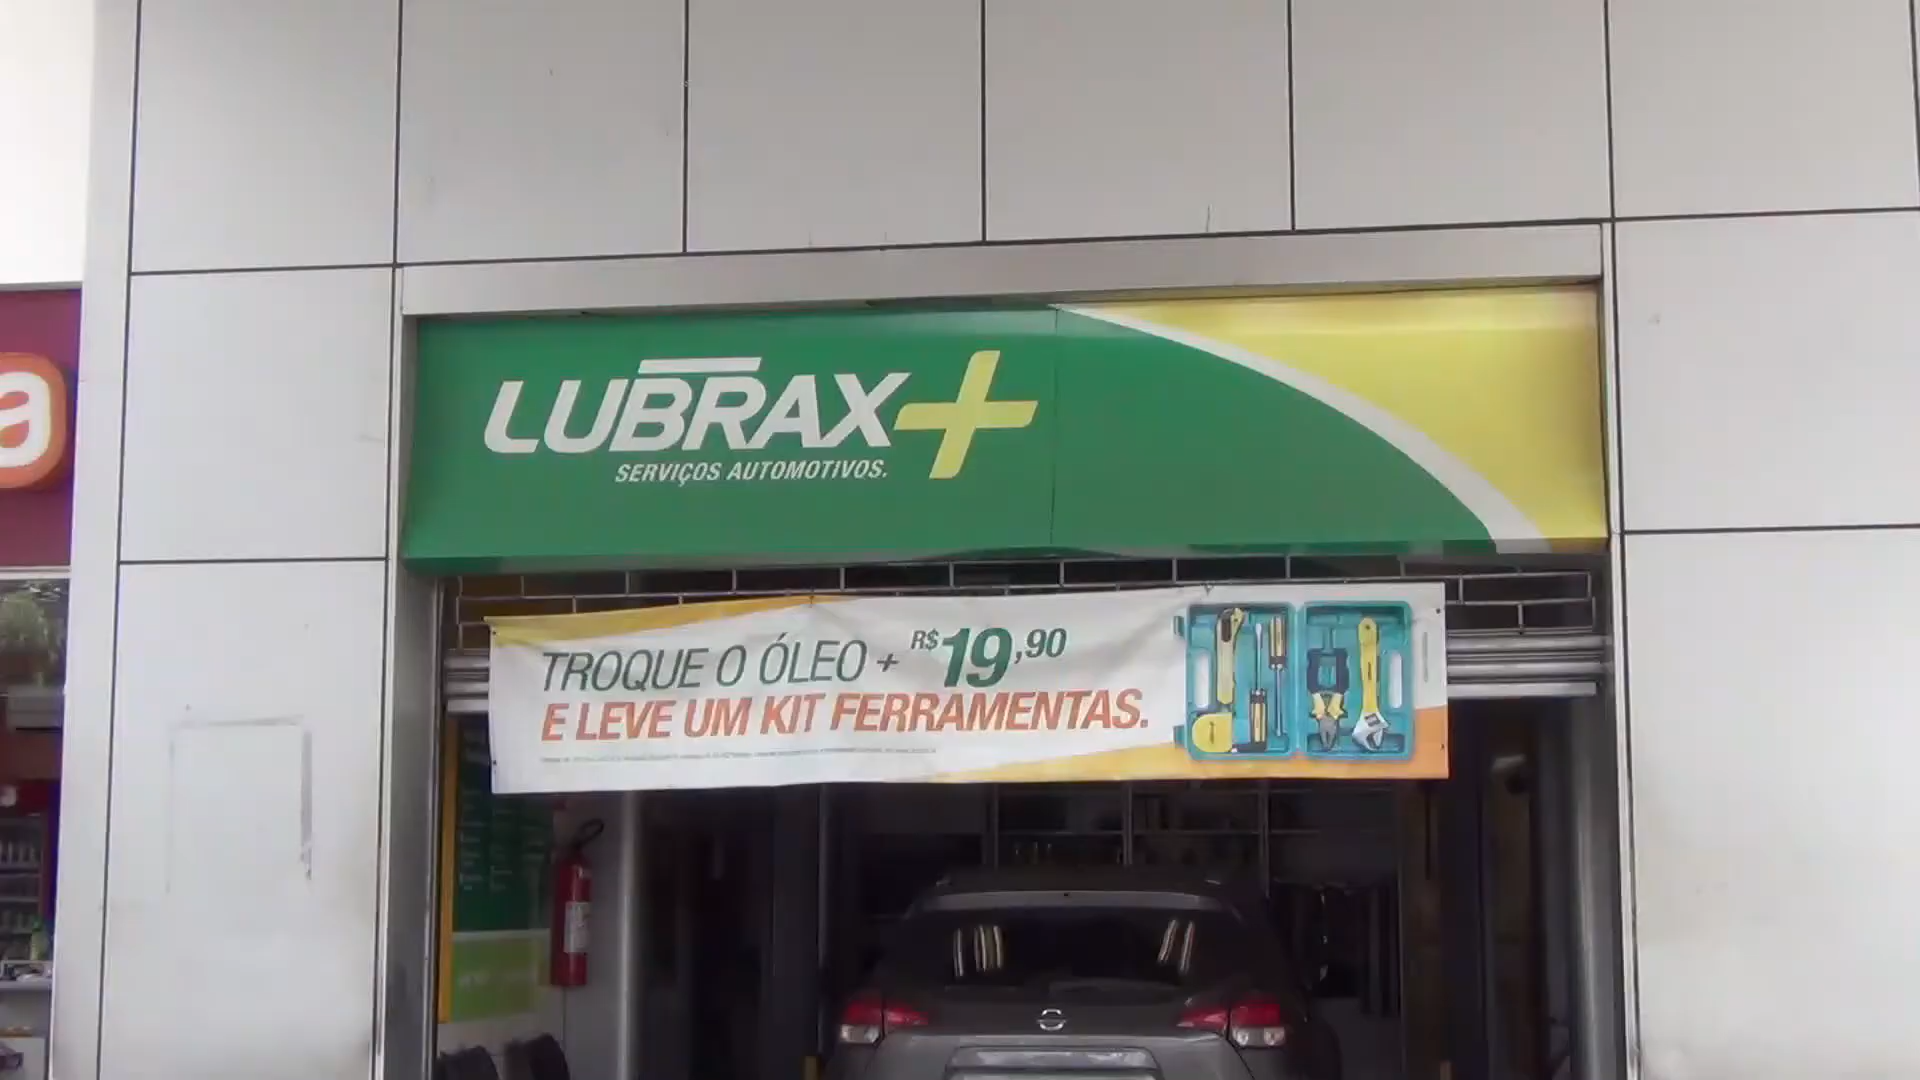 LUBRAX+
SERVIÇOS AUTOMOTIVOS.
TROQUE O ÓLEO + R$19,90
E LEVE UM KIT FERRAMENTAS.
a